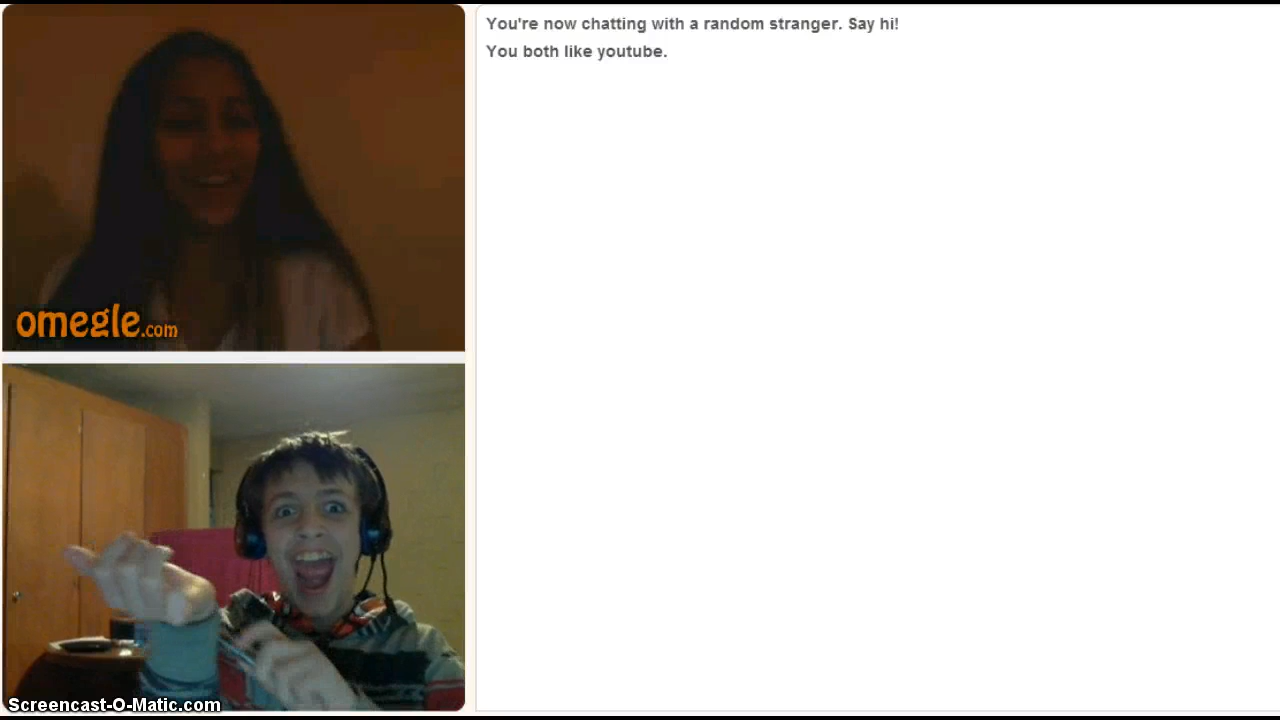 You're now chatting with a random stranger. Say hi!
You both like youtube.
omegle.com
Screencast-O-Matic.com